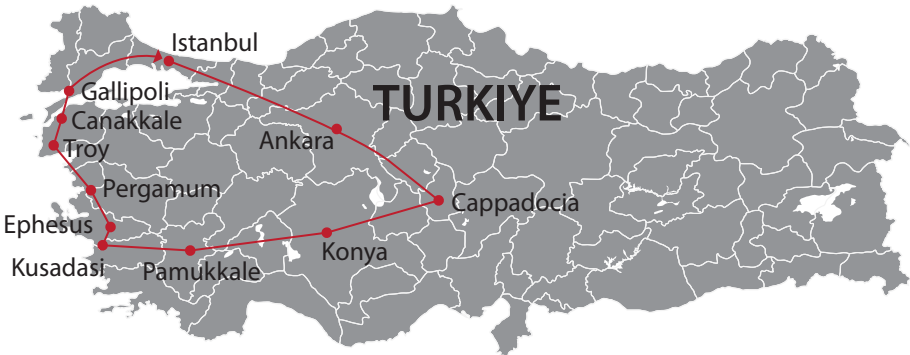 Istanbul
Gallipoli
TURKIYE
Canakkale
Ankara
Troy
Pergamum
Cappadocia
Ephesus
Konya
Kusadasi
Pamukkale